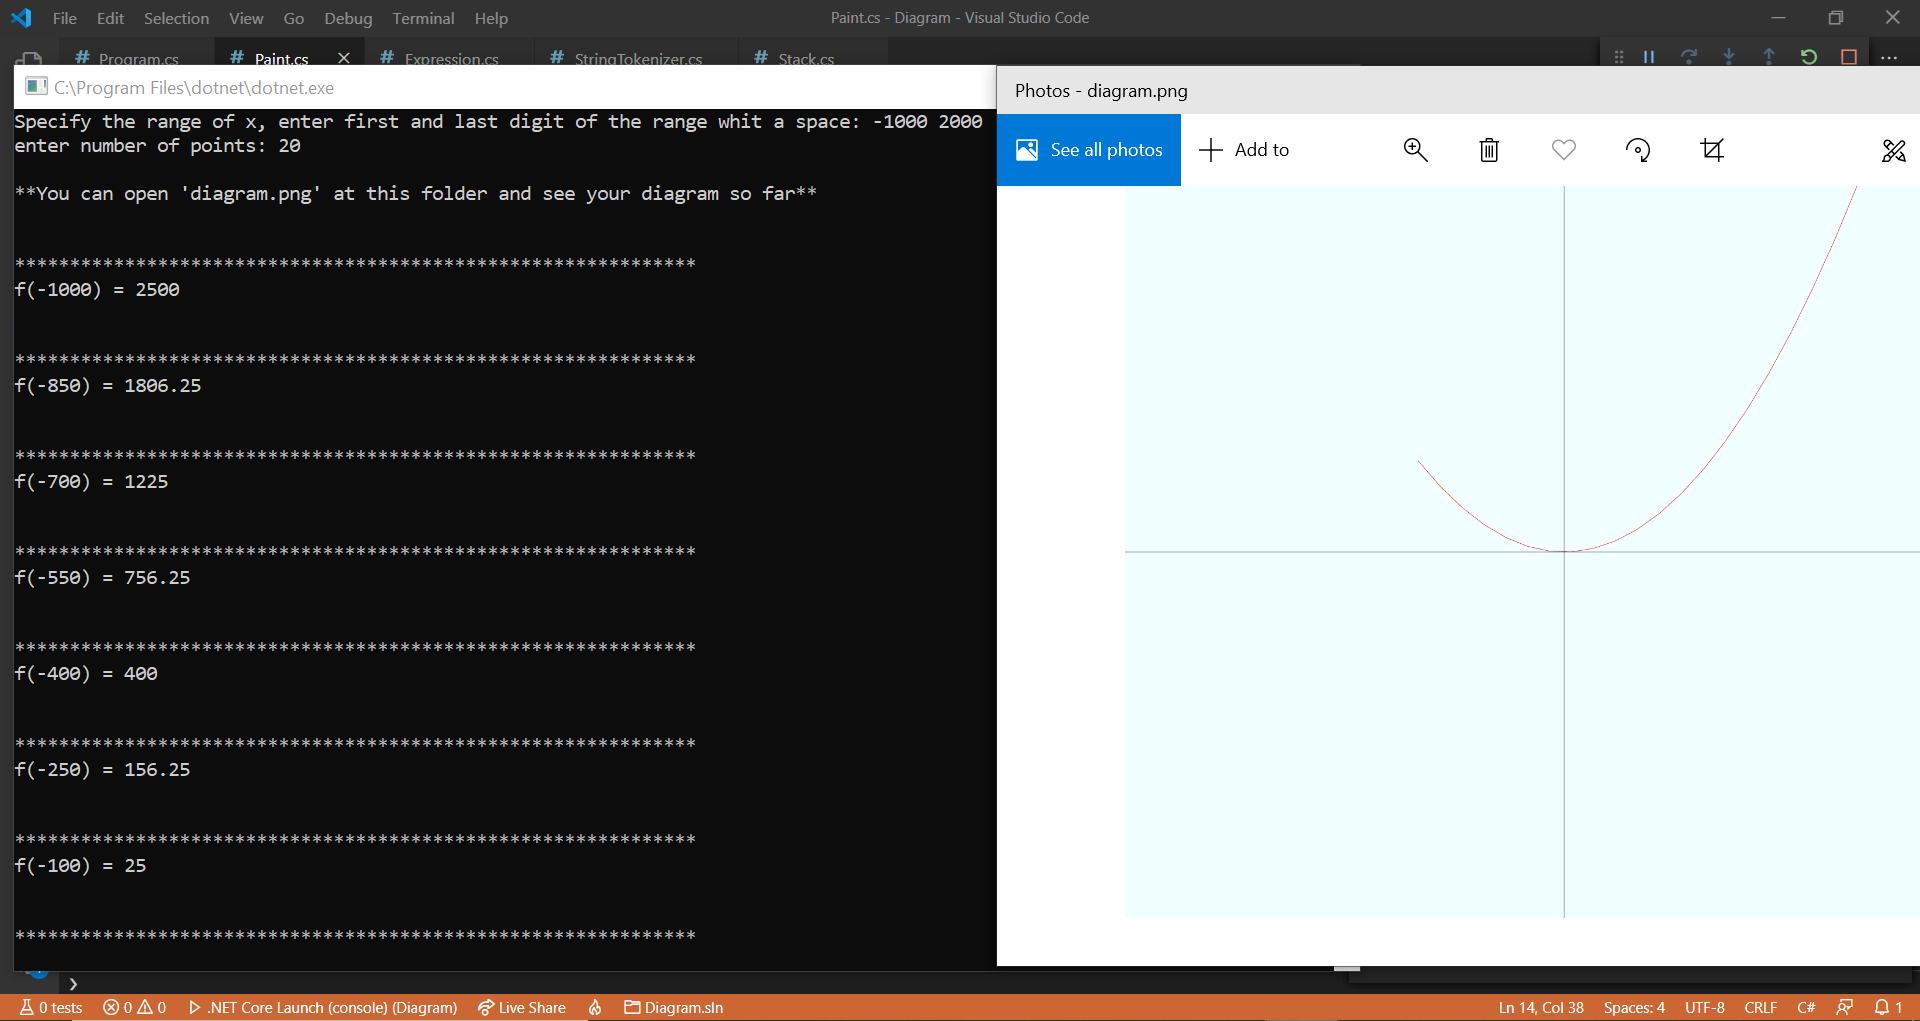 File Edit Selection View Go Debug Terminal Help
Paint.cs - Diagram - Visual Studio Code
# Program.cs # Paint.cs # Expression.cs # StringTokenizer.cs # Stack.cs
C:\Program Files\dotnet\dotnet.exe
Specify the range of x, enter first and last digit of the range whit a space: -1000 2000
enter number of points: 20
**You can open 'diagram.png' at this folder and see your diagram so far**
**************************************************************
f(-1000) = 2500
**************************************************************
f(-850) = 1806.25
**************************************************************
f(-700) = 1225
**************************************************************
f(-550) = 756.25
**************************************************************
f(-400) = 400
**************************************************************
f(-250) = 156.25
**************************************************************
f(-100) = 25
**************************************************************
Photos - diagram.png
See all photos
Add to
0 tests 0 0 .NET Core Launch (console) (Diagram) Live Share Diagram.sln
Ln 14, Col 38 Spaces: 4 UTF-8 CRLF C# 1